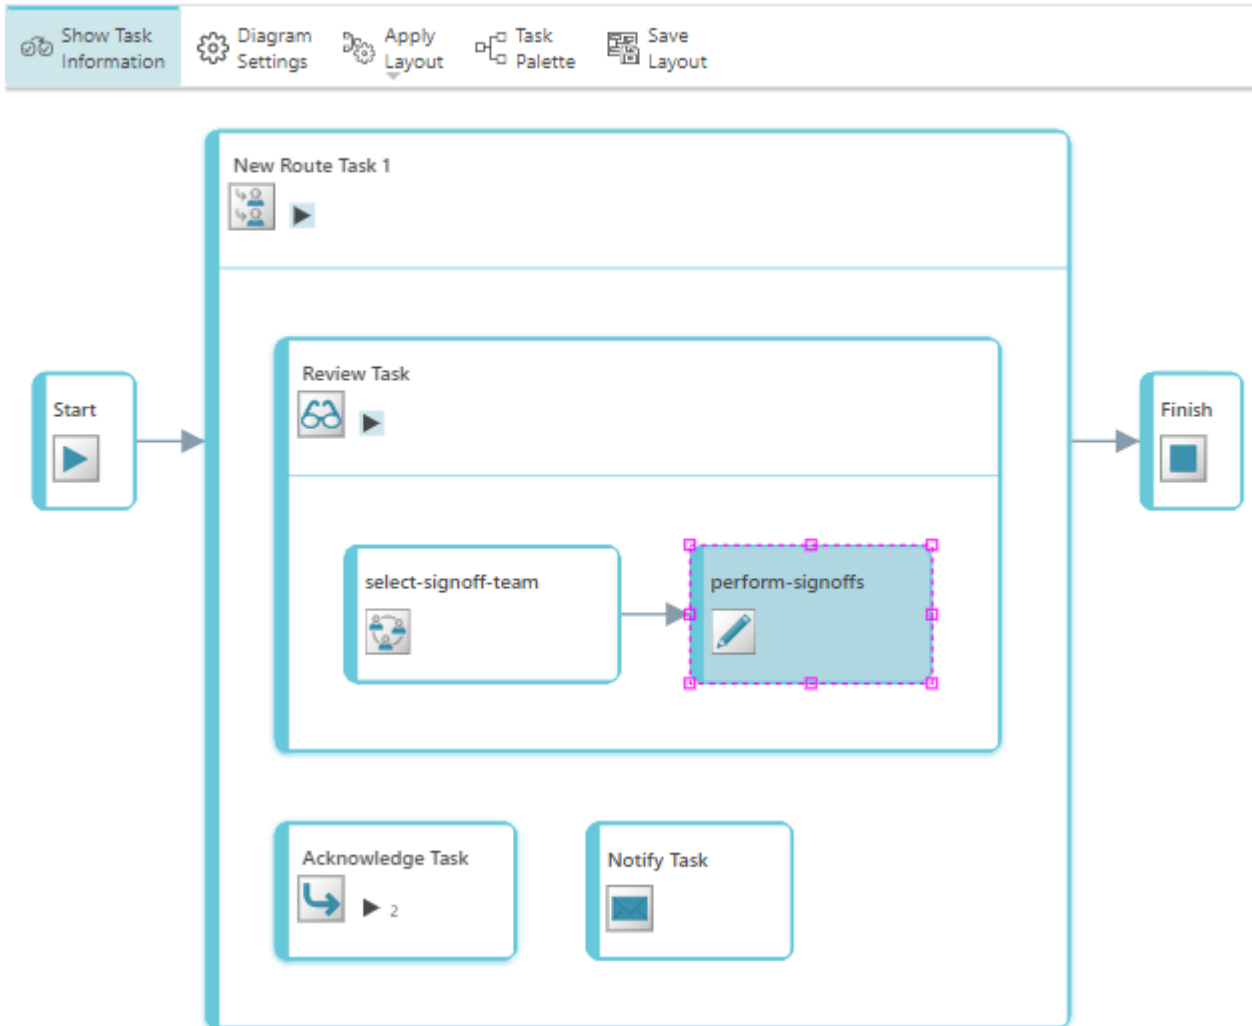 Show Task
Information
Diagram
Settings
Apply
Layout
Task
Palette
Save
Layout
New Route Task 1
Review Task
Start
Finish
select-signoff-team
perform-signoffs
Acknowledge Task
2
Notify Task